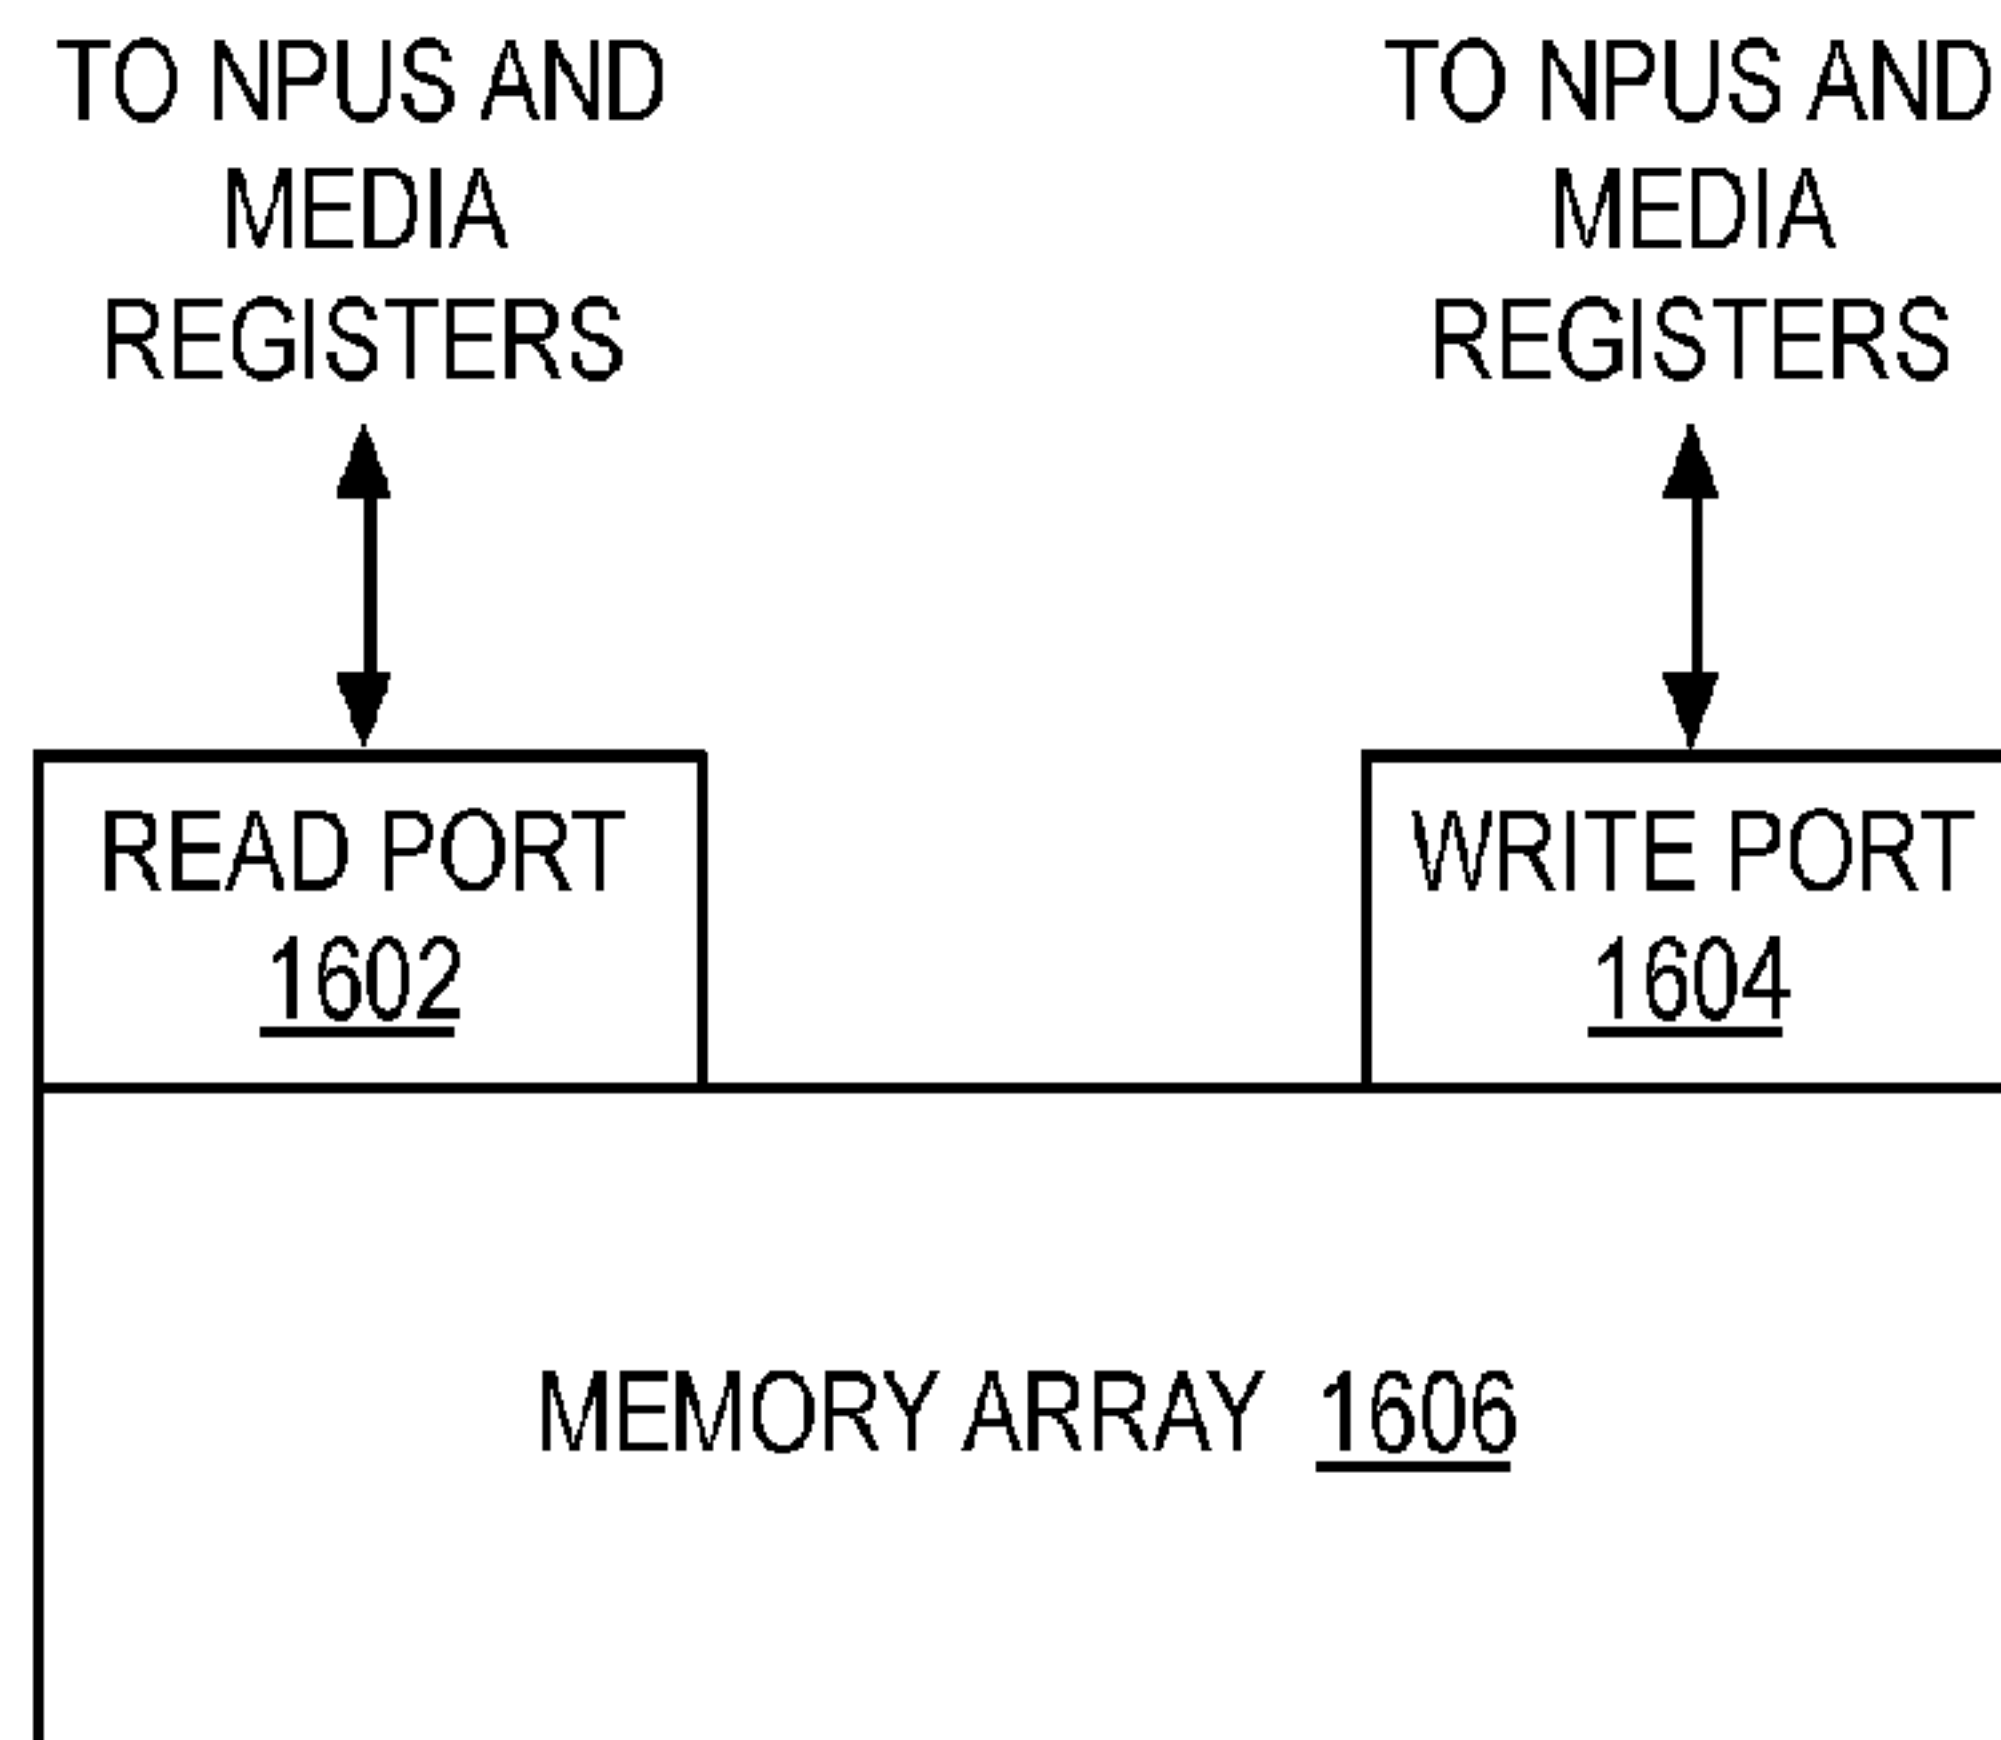 TO NPUS AND
MEDIA
REGISTERS
TO NPUS AND
MEDIA
REGISTERS
READ PORT
1602
WRITE PORT
1604
MEMORY ARRAY 1606